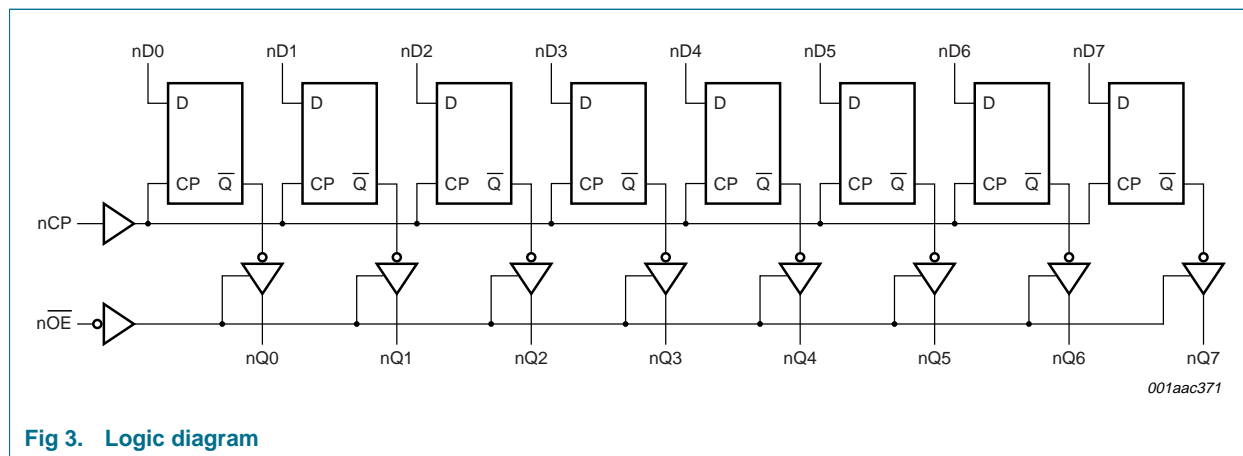 nD0 nD1 nD2 nD3 nD4 nD5 nD6 nD7
D D D D D D D D
CP Q̅ CP Q̅ CP Q̅ CP Q̅ CP Q̅ CP Q̅ CP Q̅ CP Q̅
nCP
nO̅E̅
nQ0 nQ1 nQ2 nQ3 nQ4 nQ5 nQ6 nQ7
001aac371
Fig 3. Logic diagram